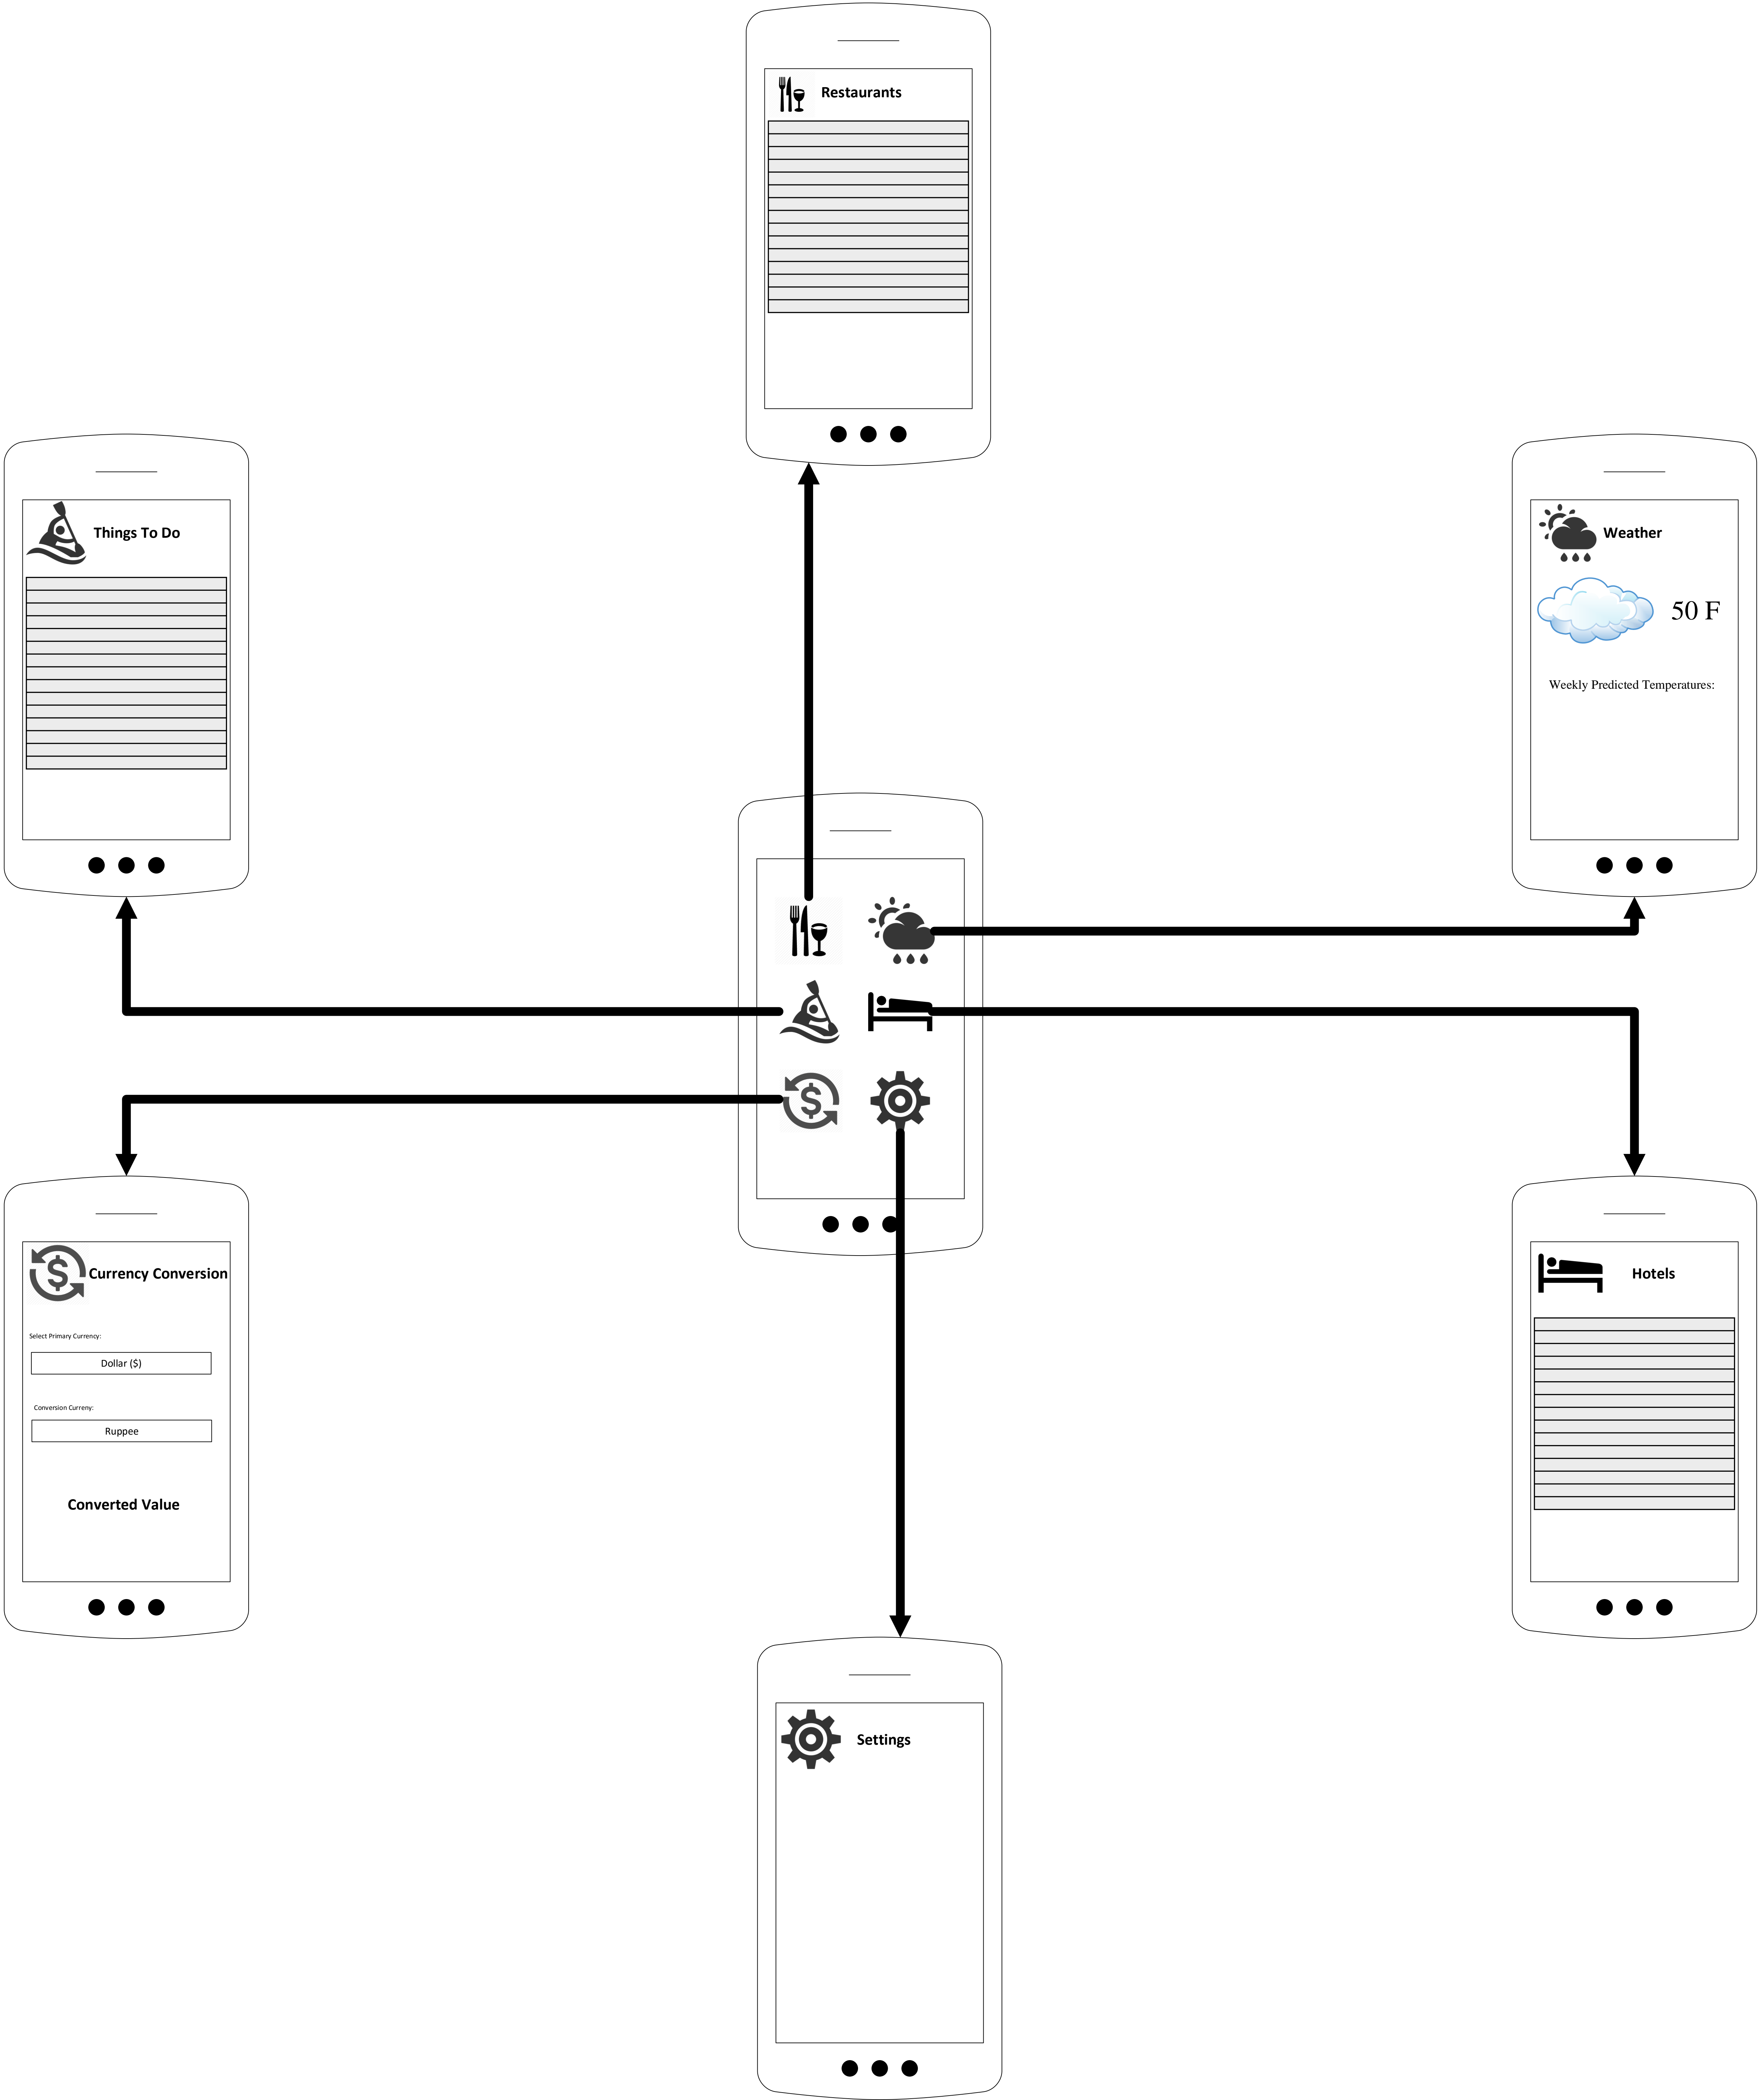 Restaurants
Things To Do
Weather
50 F
Weekly Predicted Temperatures:
Currency Conversion
Select Primary Currency:
Dollar ($)
Conversion Curreny:
Ruppee
Converted Value
Hotels
Settings